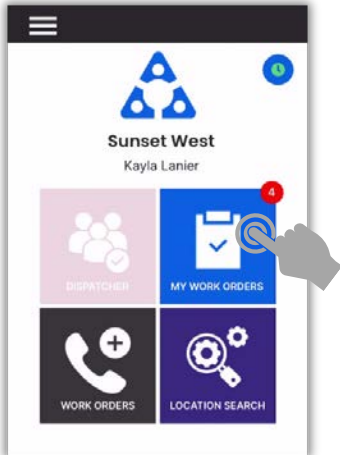 Sunset West
Kayla Lanier
4
DISPATCHER
MY WORK ORDERS
WORK ORDERS
LOCATION SEARCH